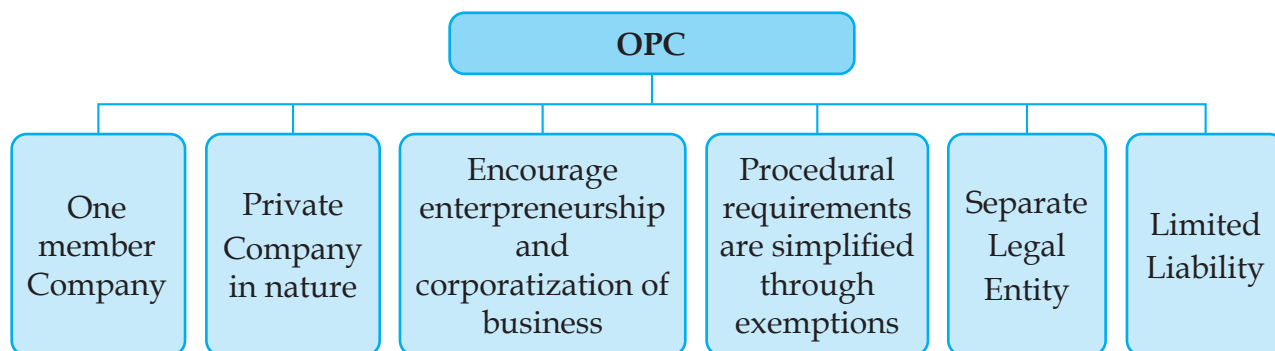 OPC
One
member
Company
Private
Company
in nature
Encourage
enterpreneurship
and
corporatization of
business
Procedural
requirements
are simplified
through
exemptions
Separate
Legal
Entity
Limited
Liability